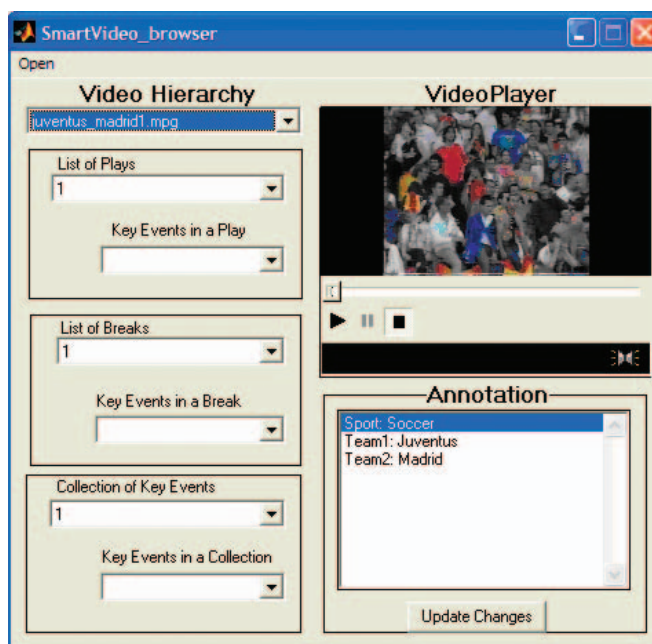 SmartVideo_browser
Open
Video Hierarchy
juventus_madrid1.mpg
List of Plays
1
Key Events in a Play
List of Breaks
1
Key Events in a Break
Collection of Key Events
1
Key Events in a Collection
VideoPlayer
Annotation
Sport: Soccer
Team1: Juventus
Team2: Madrid
Update Changes